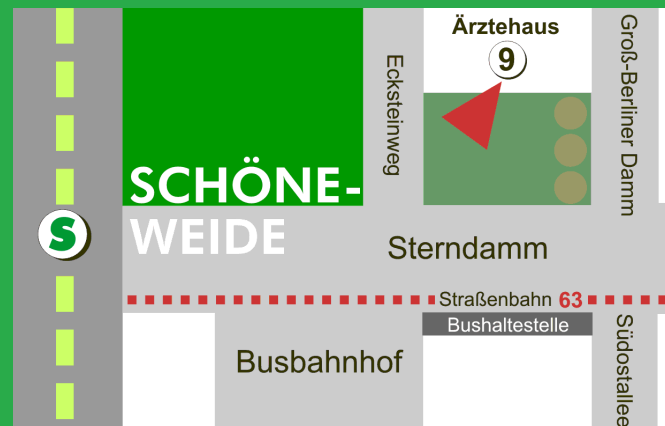 Ärztehaus
9
Ecksteinweg
Groß-Berliner Damm
SCHÖNE-
WEIDE
S
Sterndamm
Straßenbahn 63
Bushaltestelle
Busbahnhof
Südostallee